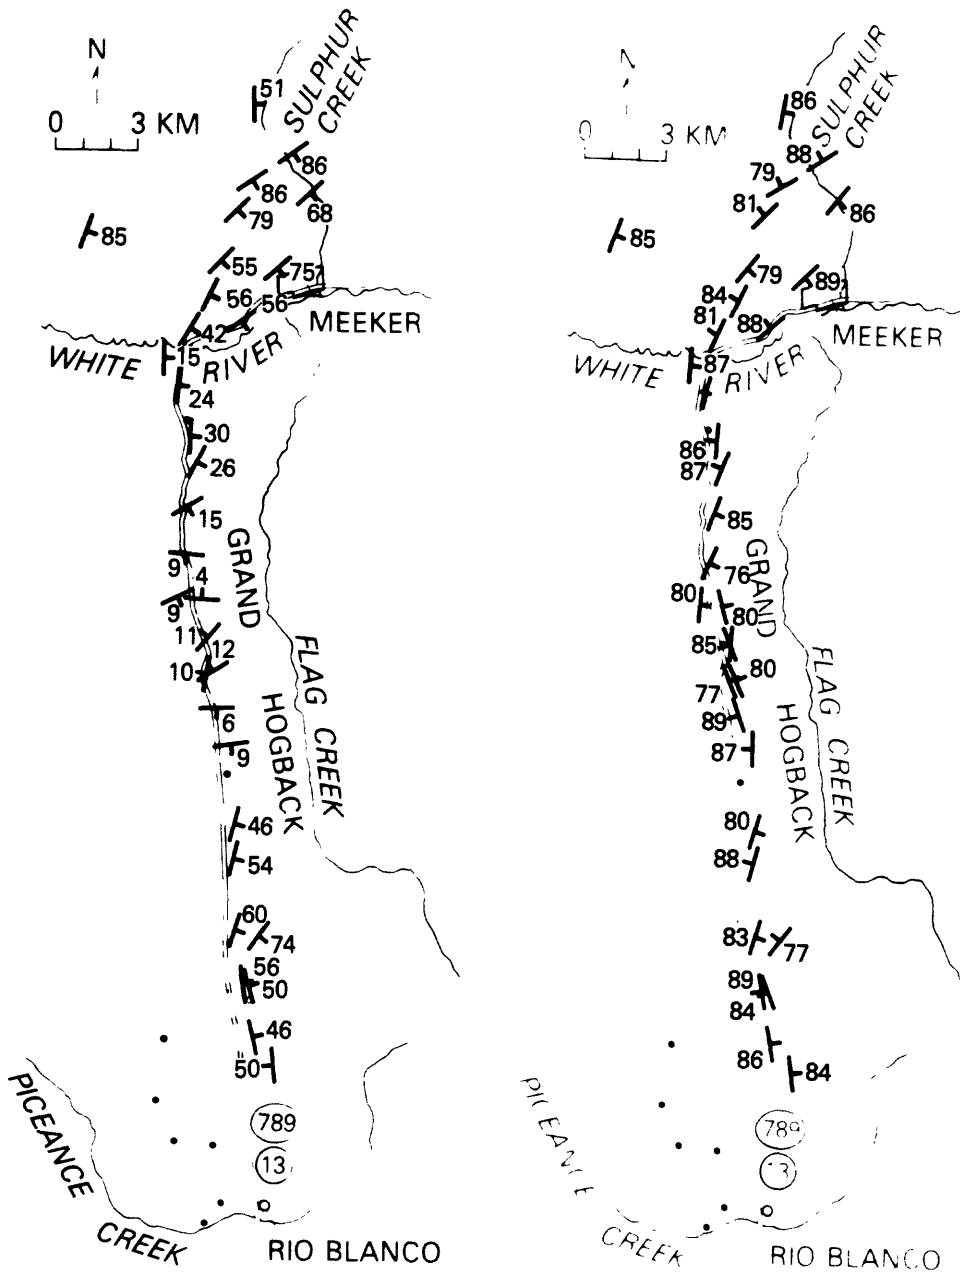 N
0 3 KM
51
SULPHUR
CREEK
86
86
68
79
85
55
75
56
56
MEEKER
42
WHITE
15
RIVER
24
30
26
15
GRAND
9
4
9
11
12
10
FLAG CREEK
HOGBACK
6
9
46
54
60
74
56
50
46
50
PICEANCE
CREEK
789
13
RIO BLANCO
N
0 3 KM
86
SULPHUR
CREEK
88
79
81
86
85
79
89
84
81
88
MEEKER
WHITE
87
RIVER
86
87
85
GRAND
76
80
80
85
80
77
89
FLAG CREEK
HOGBACK
87
80
88
83
77
89
84
86
84
PICEANCE
CREEK
789
13
RIO BLANCO